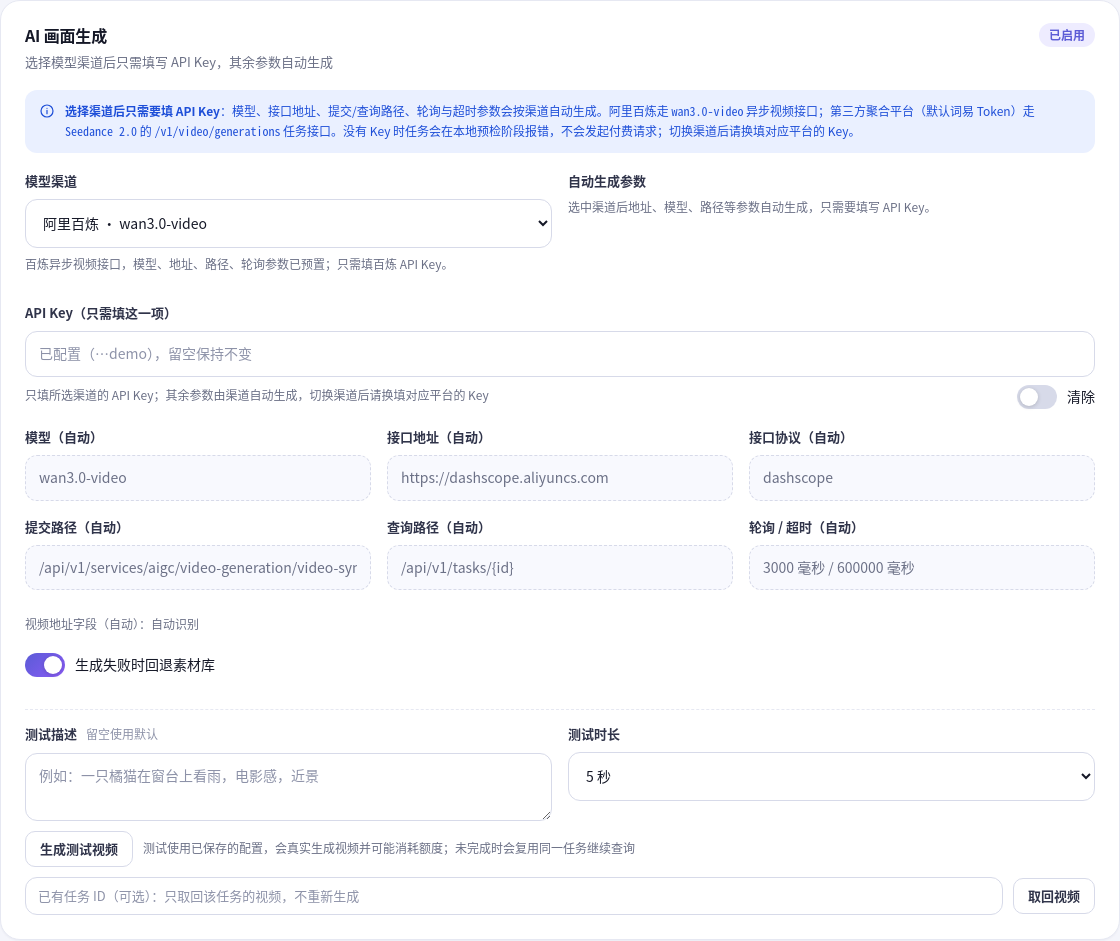 AI 画面生成
已启用
选择模型渠道后只需填写 API Key，其余参数自动生成
选择渠道后只需要填 API Key：模型、接口地址、提交/查询路径、轮询与超时参数会按渠道自动生成。阿里百炼走 wan3.0-video 异步视频接口；第三方聚合平台（默认词易 Token）走
Seedance 2.0 的 /v1/video/generations 任务接口。没有 Key 时任务会在本地预检阶段报错，不会发起付费请求；切换渠道后请换填对应平台的 Key。
模型渠道
自动生成参数
选中渠道后地址、模型、路径等参数自动生成，只需要填写 API Key。
阿里百炼 · wan3.0-video
百炼异步视频接口，模型、地址、路径、轮询参数已预置；只需填百炼 API Key。
API Key（只需填这一项）
已配置（…demo），留空保持不变
只填所选渠道的 API Key；其余参数由渠道自动生成，切换渠道后请换填对应平台的 Key
清除
模型（自动）
接口地址（自动）
接口协议（自动）
wan3.0-video
https://dashscope.aliyuncs.com
dashscope
提交路径（自动）
查询路径（自动）
轮询 / 超时（自动）
/api/v1/services/aigc/video-generation/video-syr
/api/v1/tasks/{id}
3000 毫秒 / 600000 毫秒
视频地址字段（自动）：自动识别
生成失败时回退素材库
测试描述 留空使用默认
测试时长
例如：一只橘猫在窗台上看雨，电影感，近景
5 秒
生成测试视频
测试使用已保存的配置，会真实生成视频并可能消耗额度；未完成时会复用同一任务继续查询
已有任务 ID（可选）：只取回该任务的视频，不重新生成
取回视频